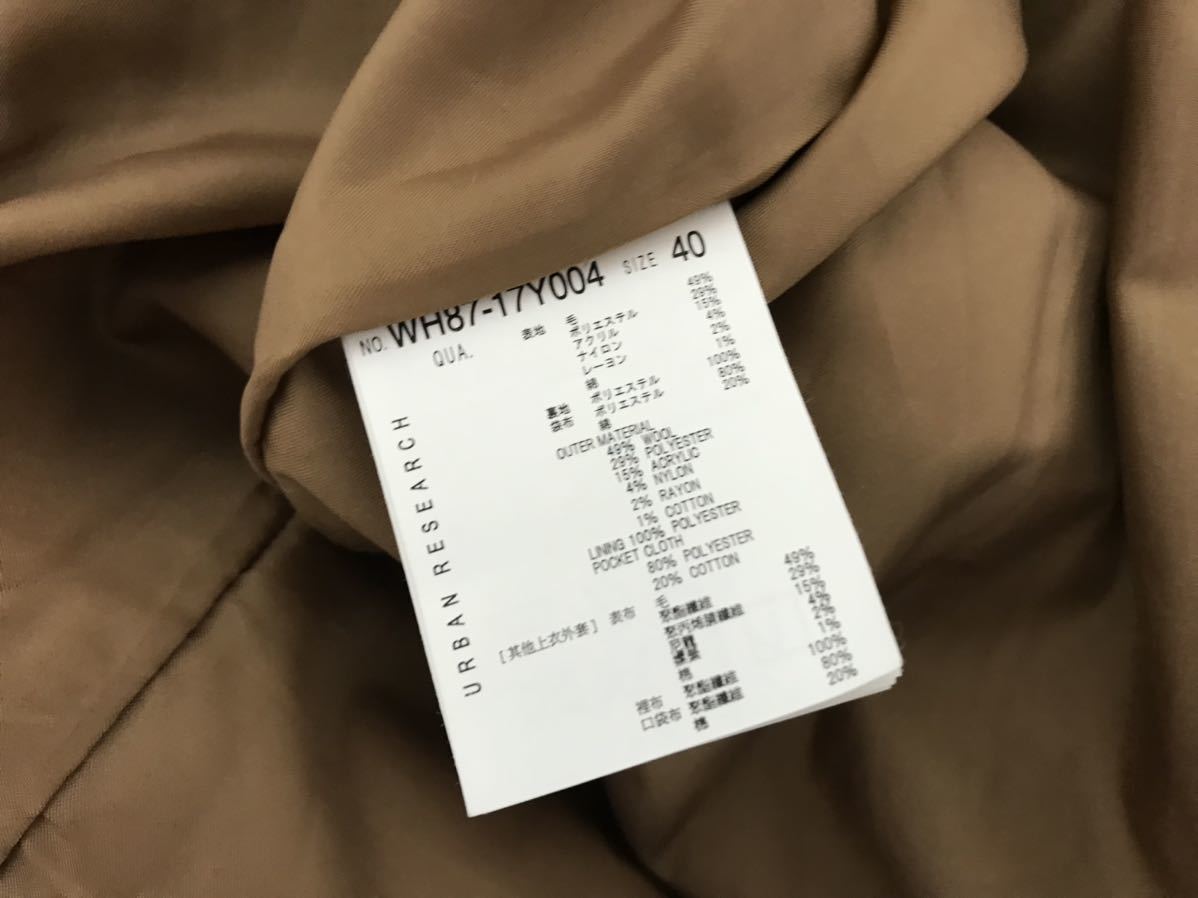 NO. WH87-17Y004 SIZE 40
QUA.
表地 毛 49%
ポリエステル 29%
アクリル 15%
ナイロン 4%
レーヨン 2%
綿 1%
裏地 ポリエステル 100%
袋布 ポリエステル 80%
綿 20%
OUTER MATERIAL
49% WOOL
29% POLYESTER
15% ACRYLIC
4% NYLON
2% RAYON
1% COTTON
LINING 100% POLYESTER
POCKET CLOTH
80% POLYESTER
20% COTTON
[其他上衣外套] 表布 毛 49%
聚酯纖維 29%
聚丙烯腈纖維 15%
尼龍 4%
嫘縈 2%
棉 1%
裡布 聚酯纖維 100%
口袋布 聚酯纖維 80%
棉 20%
URBAN RESEARCH